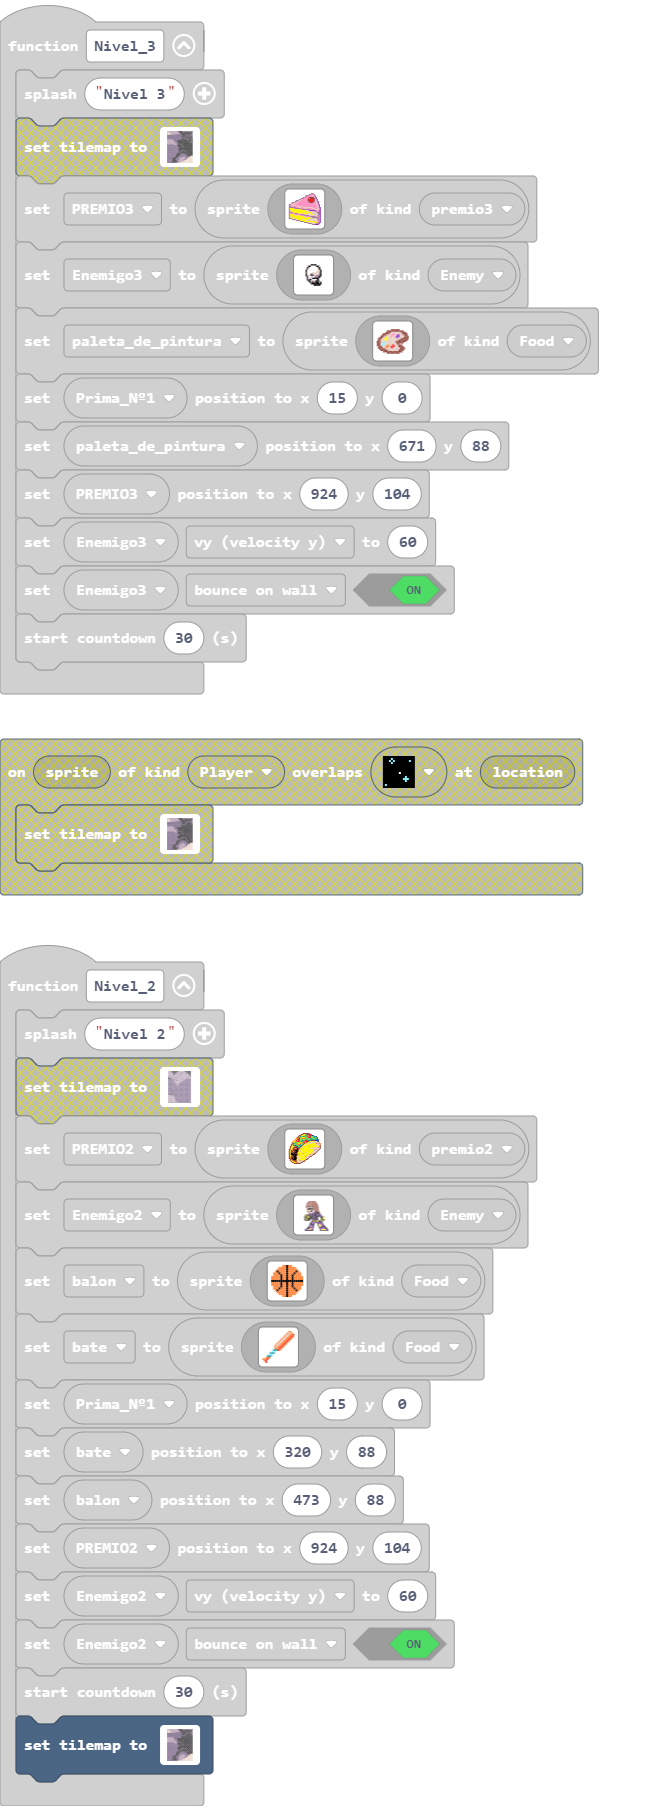 function Nivel_3
splash "Nivel 3"
set tilemap to
set PREMIO3 to sprite of kind premio3
set Enemigo3 to sprite of kind Enemy
set paleta_de_pintura to sprite of kind Food
set Prima_Nº1 position to x 15 y 0
set paleta_de_pintura position to x 671 y 88
set PREMIO3 position to x 924 y 104
set Enemigo3 vy (velocity y) to 60
set Enemigo3 bounce on wall ON
start countdown 30 (s)
on sprite of kind Player overlaps at location
set tilemap to
function Nivel_2
splash "Nivel 2"
set tilemap to
set PREMIO2 to sprite of kind premio2
set Enemigo2 to sprite of kind Enemy
set balon to sprite of kind Food
set bate to sprite of kind Food
set Prima_Nº1 position to x 15 y 0
set bate position to x 320 y 88
set balon position to x 473 y 88
set PREMIO2 position to x 924 y 104
set Enemigo2 vy (velocity y) to 60
set Enemigo2 bounce on wall ON
start countdown 30 (s)
set tilemap to